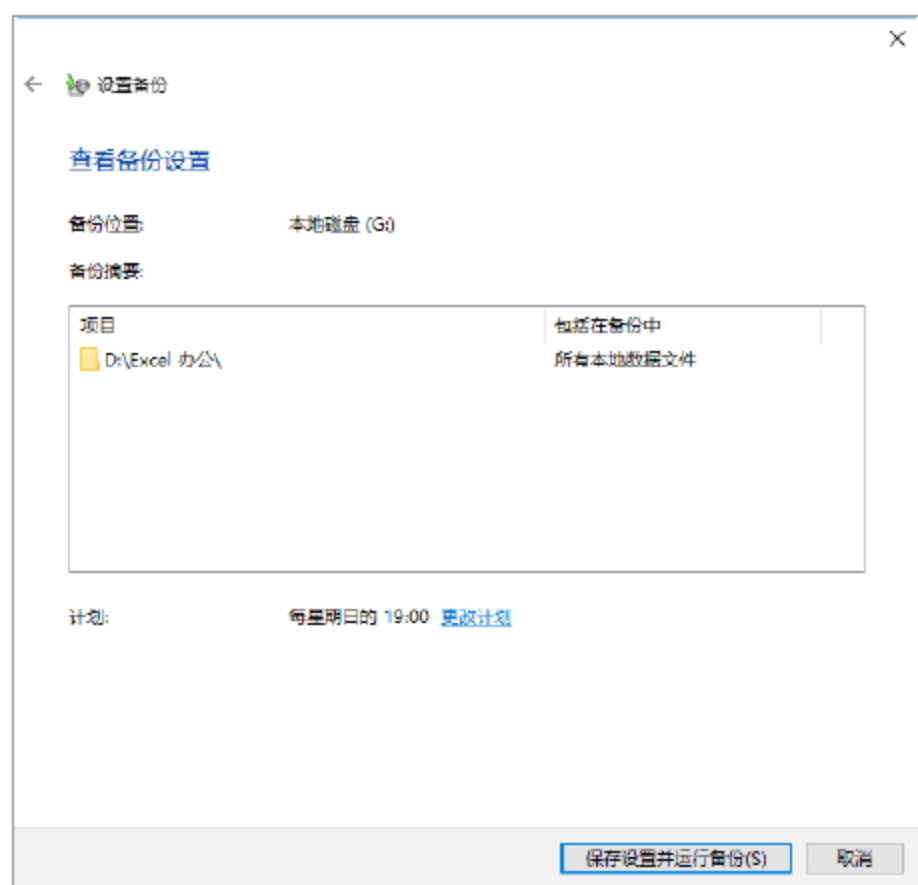 设置备份
查看备份设置
备份位置: 本地磁盘 (G:)
备份摘要:
项目 包括在备份中
D:\Excel 办公\ 所有本地数据文件
计划: 每星期日的 19:00 更改计划
保存设置并运行备份(S) 取消